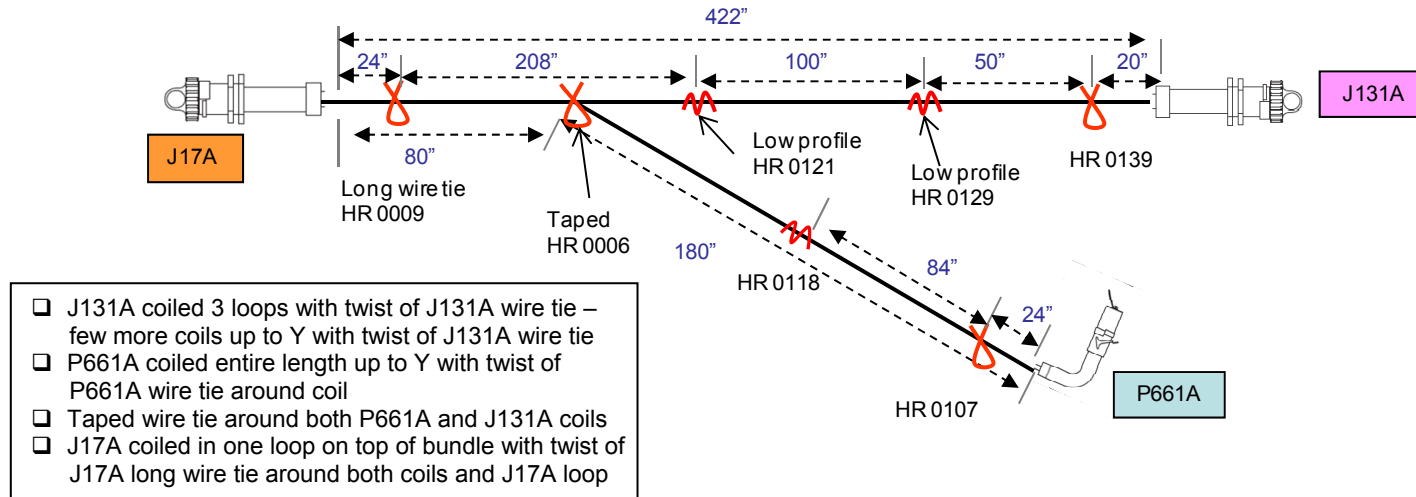 422”
24”
208”
100”
50”
20”
J17A
J131A
80”
Long wire tie
HR 0009
Taped
HR 0006
Low profile
HR 0121
Low profile
HR 0129
HR 0139
180”
HR 0118
84”
24”
HR 0107
P661A
❑ J131A coiled 3 loops with twist of J131A wire tie –
few more coils up to Y with twist of J131A wire tie
❑ P661A coiled entire length up to Y with twist of
P661A wire tie around coil
❑ Taped wire tie around both P661A and J131A coils
❑ J17A coiled in one loop on top of bundle with twist of
J17A long wire tie around both coils and J17A loop